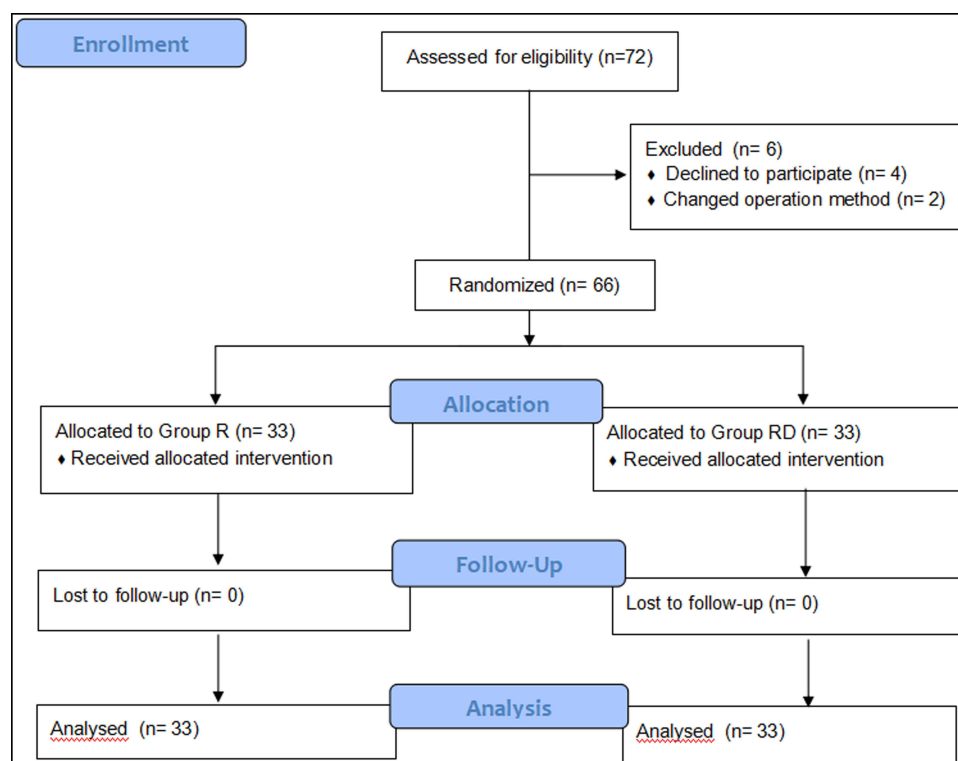 Enrollment
Assessed for eligibility (n=72)
Excluded (n= 6)
♦ Declined to participate (n= 4)
♦ Changed operation method (n= 2)
Randomized (n= 66)
Allocation
Allocated to Group R (n= 33)
♦ Received allocated intervention
Allocated to Group RD (n= 33)
♦ Received allocated intervention
Follow-Up
Lost to follow-up (n= 0)
Lost to follow-up (n= 0)
Analysis
Analysed (n= 33)
Analysed (n= 33)